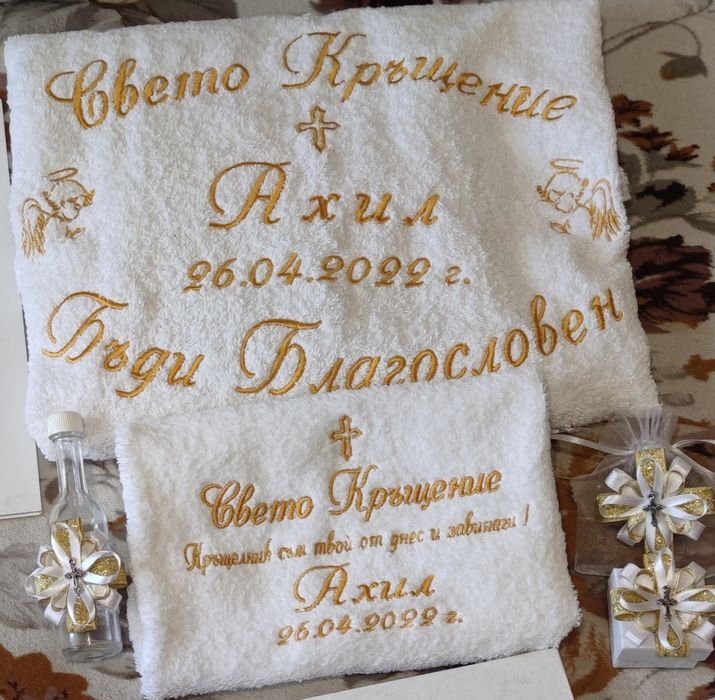 Свето Кръщение
Ахил
26.04.2022 г.
Бъди Благословен
Свето Кръщение
Кръщелник съм твой от днес и завинаги!
Ахил
26.04.2022 г.